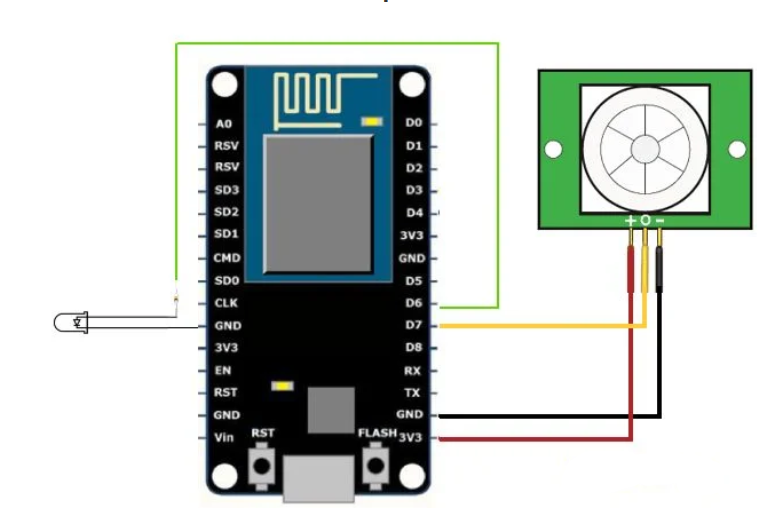 A0
RSV
RSV
SD3
SD2
SD1
CMD
SD0
CLK
GND
3V3
EN
RST
GND
Vin
D0
D1
D2
D3
D4
3V3
GND
D5
D6
D7
D8
RX
TX
GND
3V3
RST
FLASH
+ O −